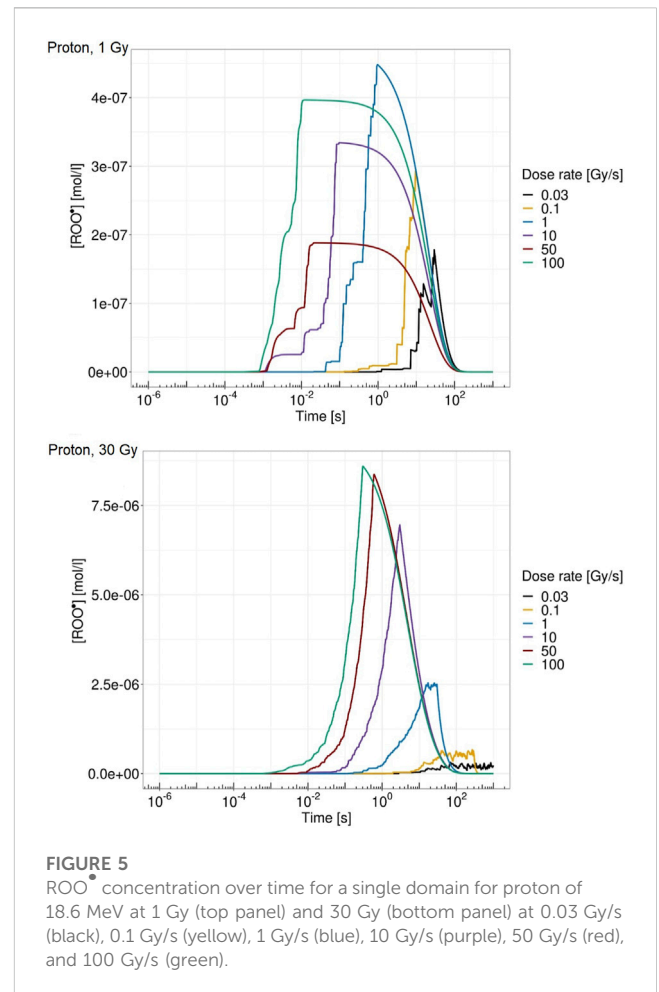 Proton, 1 Gy
4e-07
3e-07
2e-07
1e-07
0e+00
[ROO•] [mol/l]
10⁻⁶ 10⁻⁴ 10⁻² 10⁰ 10²
Time [s]
Dose rate [Gy/s]
0.03
0.1
1
10
50
100
Proton, 30 Gy
7.5e-06
5.0e-06
2.5e-06
0.0e+00
[ROO•] [mol/l]
10⁻⁶ 10⁻⁴ 10⁻² 10⁰ 10²
Time [s]
Dose rate [Gy/s]
0.03
0.1
1
10
50
100
FIGURE 5
ROO• concentration over time for a single domain for proton of
18.6 MeV at 1 Gy (top panel) and 30 Gy (bottom panel) at 0.03 Gy/s
(black), 0.1 Gy/s (yellow), 1 Gy/s (blue), 10 Gy/s (purple), 50 Gy/s (red),
and 100 Gy/s (green).